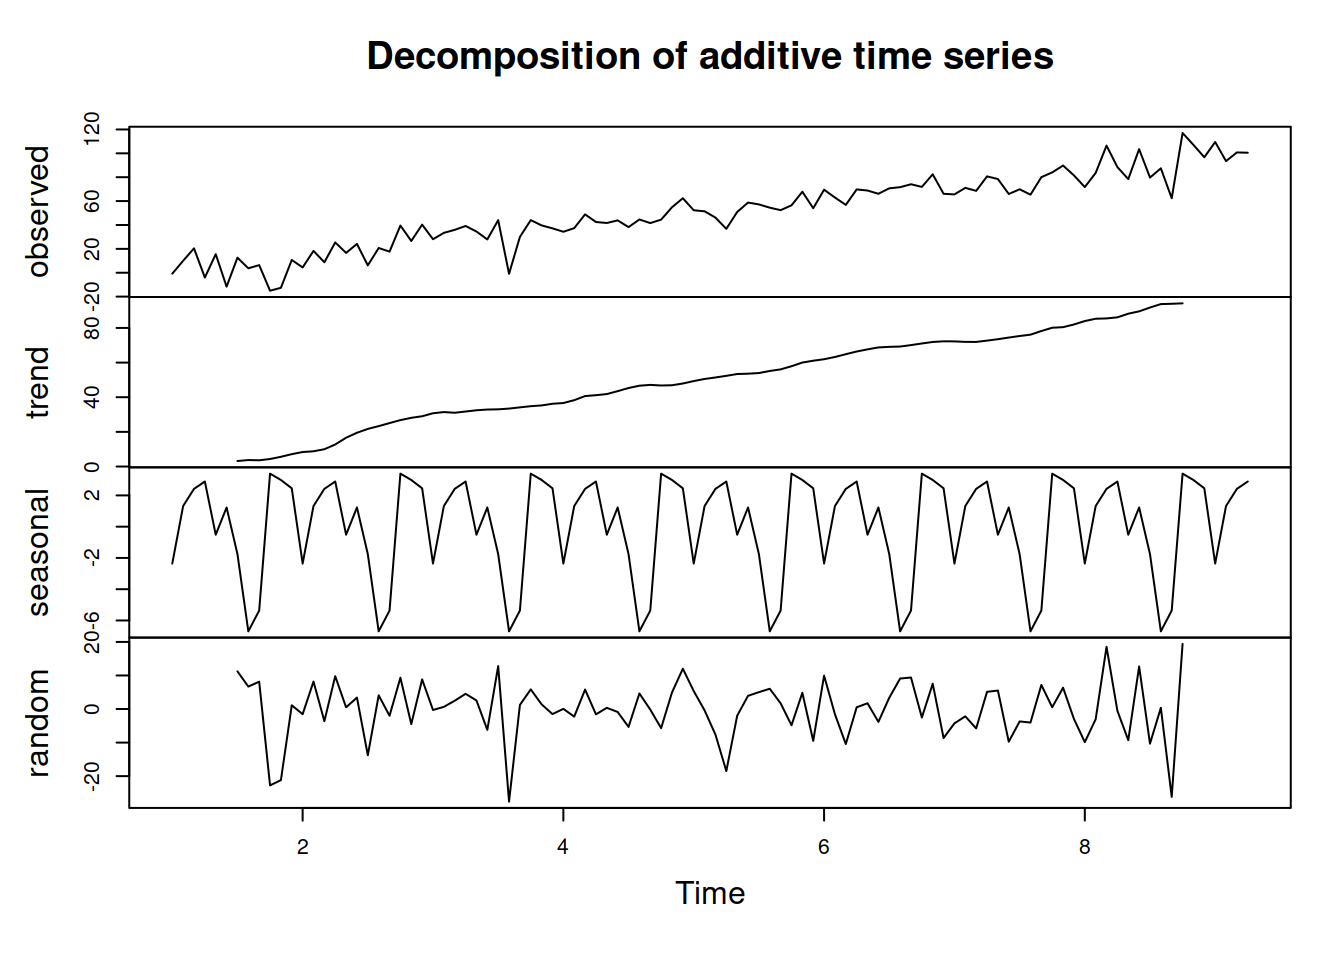 Decomposition of additive time series
observed
-20 20 60 120
trend
0 40 80
seasonal
-6 -2 2
random
-20 0 20
2 4 6 8
Time